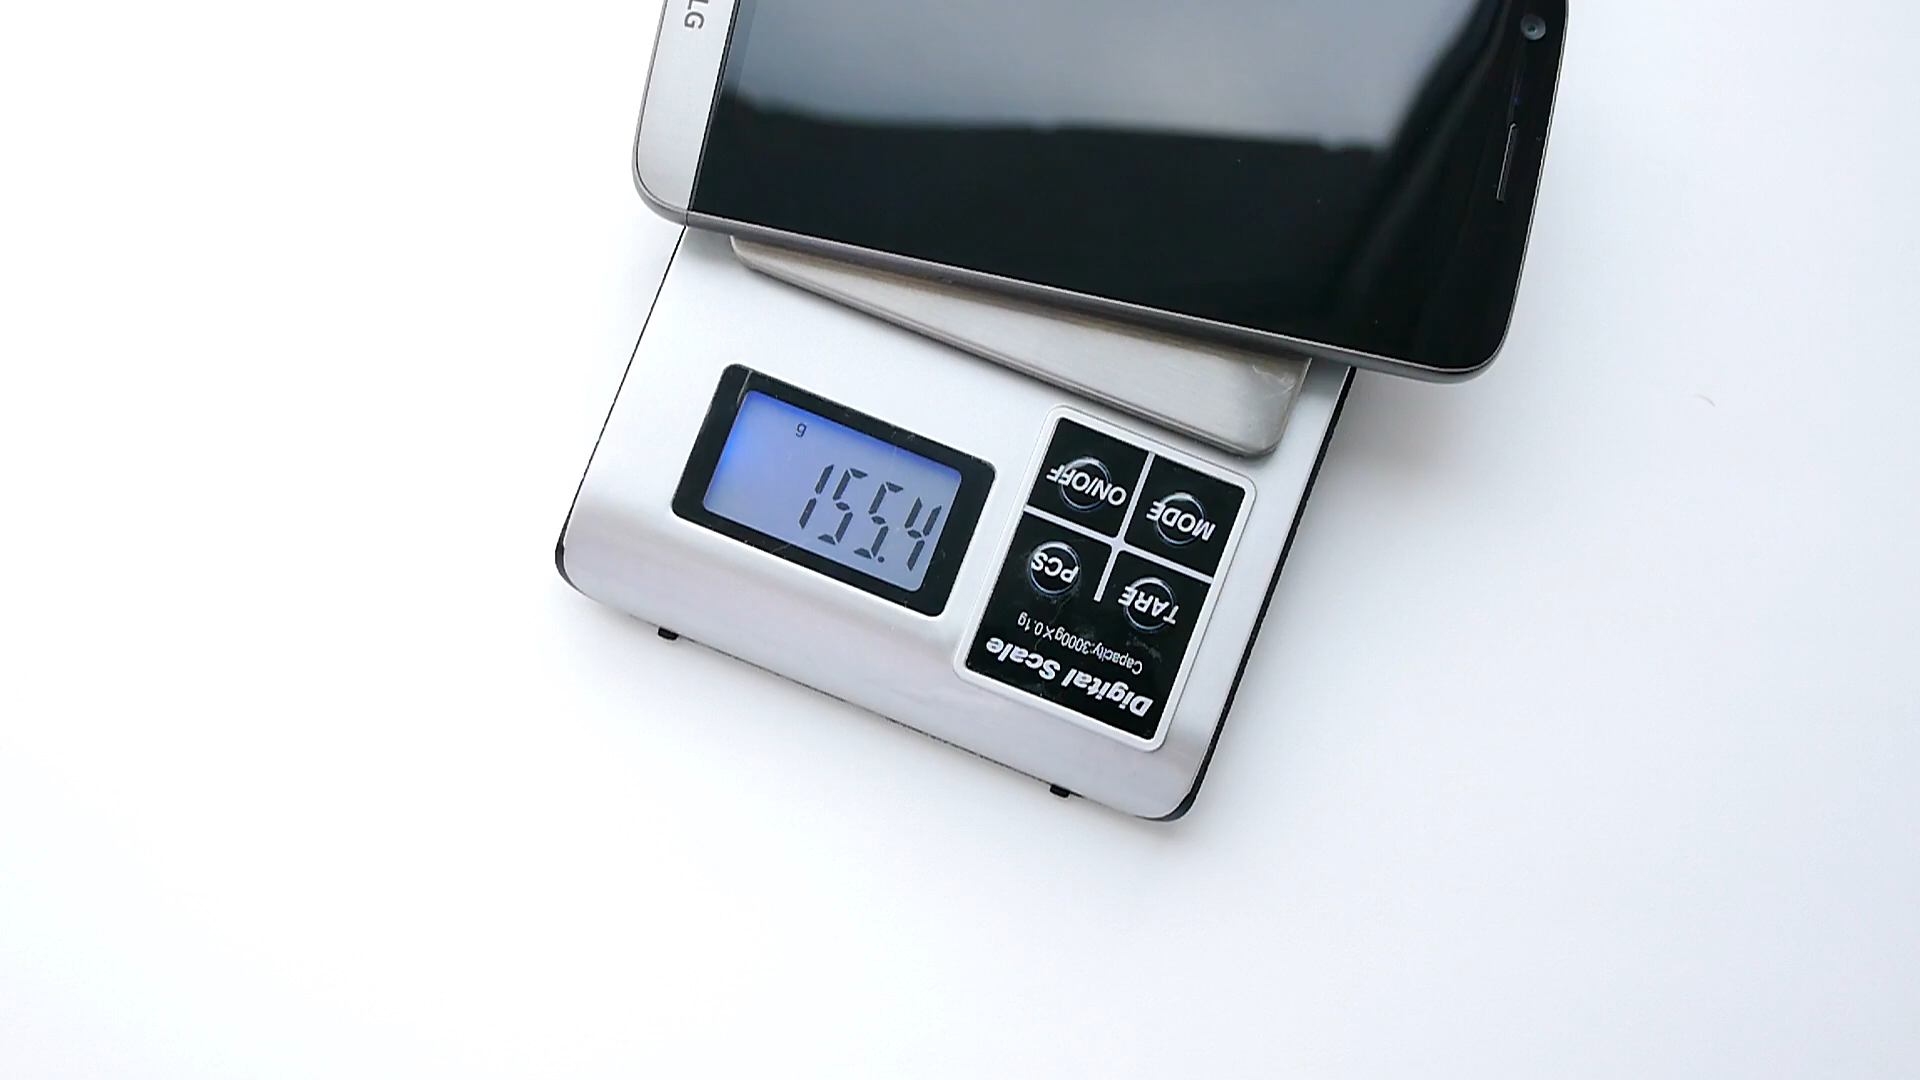 LG
g
155.4
Digital Scale
Capacity:3000g×0.1g
TARE
PCS
MODE
ON/OFF